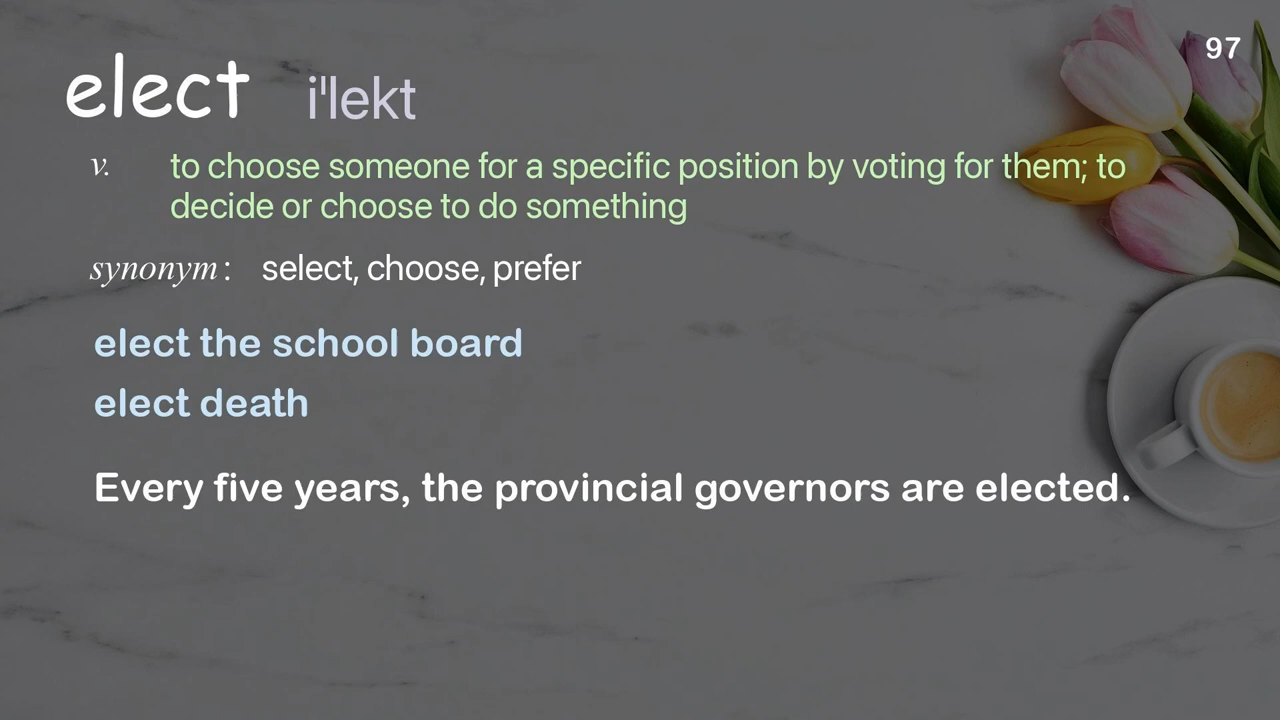 97
elect i'lekt
v. to choose someone for a specific position by voting for them; to
decide or choose to do something
synonym : select, choose, prefer
elect the school board
elect death
Every five years, the provincial governors are elected.